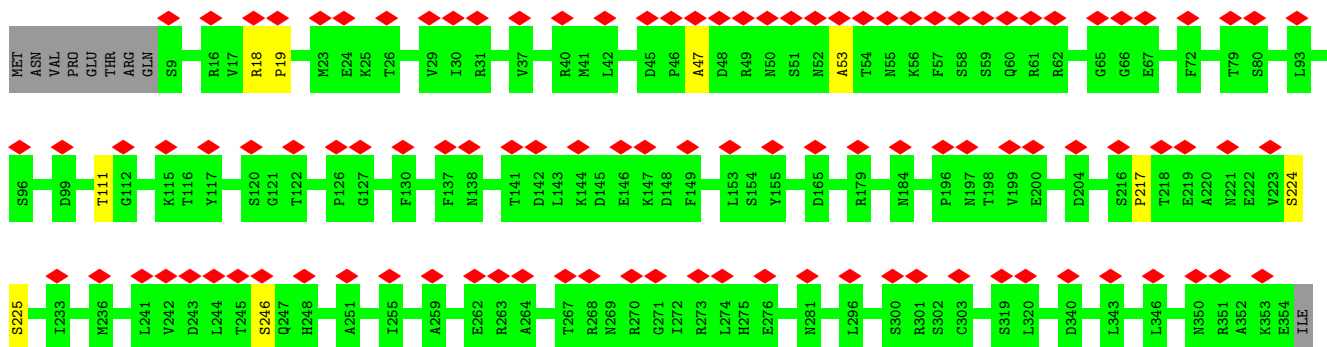 MET ASN VAL PRO GLU THR ARG GLN S9 R16 V17 R18 P19 M23 E24 K25 T26 V29 I30 R31 V37 R40 M41 L42 D45 P46 A47 D48 R49 N50 S51 N52 A53 T54 N55 K56 F57 S58 S59 Q60 R61 R62 G65 G66 E67 F72 T79 S80 L93
S96 D99 T111 G112 K115 T116 Y117 S120 G121 T122 P126 G127 F130 F137 N138 T141 D142 L143 K144 D145 E146 K147 D148 F149 L153 S154 Y155 D165 R179 N184 P196 N197 T198 V199 E200 D204 S216 P217 T218 E219 A220 N221 E222 V223 S224
S225 I233 M236 L241 V242 D243 L244 T245 S246 Q247 H248 A251 I255 A259 E262 R263 A264 T267 R268 N269 R270 G271 I272 R273 L274 H275 E276 N281 L296 S300 R301 S302 C303 S319 L320 D340 L343 L346 N350 R351 A352 K353 E354 ILE